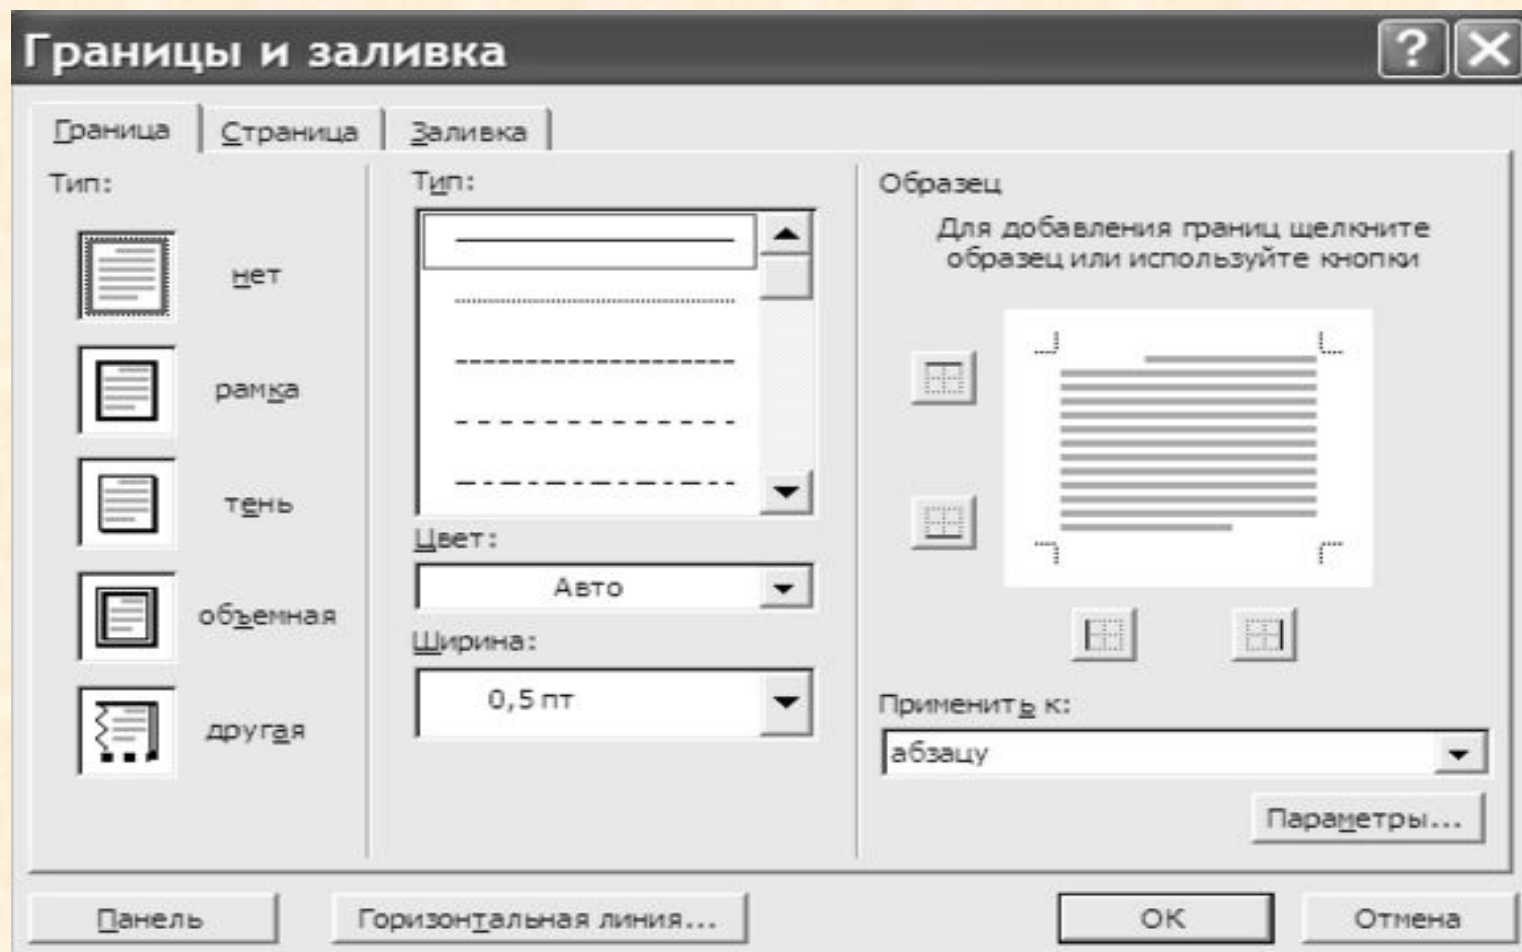 Границы и заливка
Граница
Страница
Заливка
Тип:
нет
рамка
тень
объемная
другая
Тип:
Цвет:
Авто
Ширина:
0,5 пт
Образец
Для добавления границ щелкните
образец или используйте кнопки
Применить к:
абзацу
Параметры...
Панель
Горизонтальная линия...
ОК
Отмена